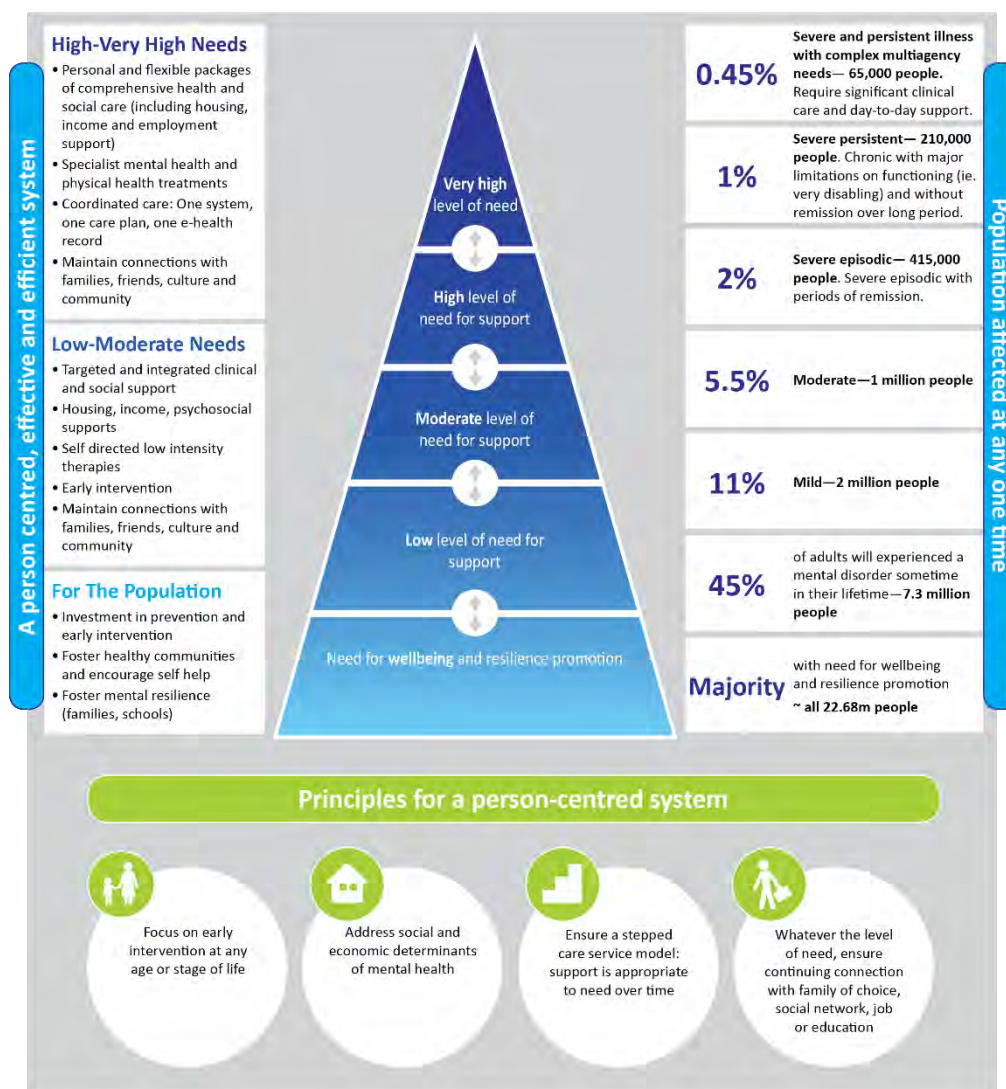 A person centred, effective and efficient system
High-Very High Needs
• Personal and flexible packages
of comprehensive health and
social care (including housing,
income and employment
support)
• Specialist mental health and
physical health treatments
• Coordinated care: One system,
one care plan, one e-health
record
• Maintain connections with
families, friends, culture and
community
Low-Moderate Needs
• Targeted and integrated clinical
and social support
• Housing, income, psychosocial
supports
• Self directed low intensity
therapies
• Early intervention
• Maintain connections with
families, friends, culture and
community
For The Population
• Investment in prevention and
early intervention
• Foster healthy communities
and encourage self help
• Foster mental resilience
(families, schools)
Very high
level of need
High level of
need for support
Moderate level of
need for support
Low level of need for
support
Need for wellbeing and resilience promotion
0.45%
Severe and persistent illness
with complex multiagency
needs— 65,000 people.
Require significant clinical
care and day-to-day support.
1%
Severe persistent— 210,000
people. Chronic with major
limitations on functioning (ie.
very disabling) and without
remission over long period.
2%
Severe episodic— 415,000
people. Severe episodic with
periods of remission.
5.5%
Moderate—1 million people
11%
Mild—2 million people
45%
of adults will experienced a
mental disorder sometime
in their lifetime—7.3 million
people
Majority
with need for wellbeing
and resilience promotion
~ all 22.68m people
Population affected at any one time
Principles for a person-centred system
Focus on early
intervention at any
age or stage of life
Address social and
economic determinants
of mental health
Ensure a stepped
care service model:
support is appropriate
to need over time
Whatever the level
of need, ensure
continuing connection
with family of choice,
social network, job
or education